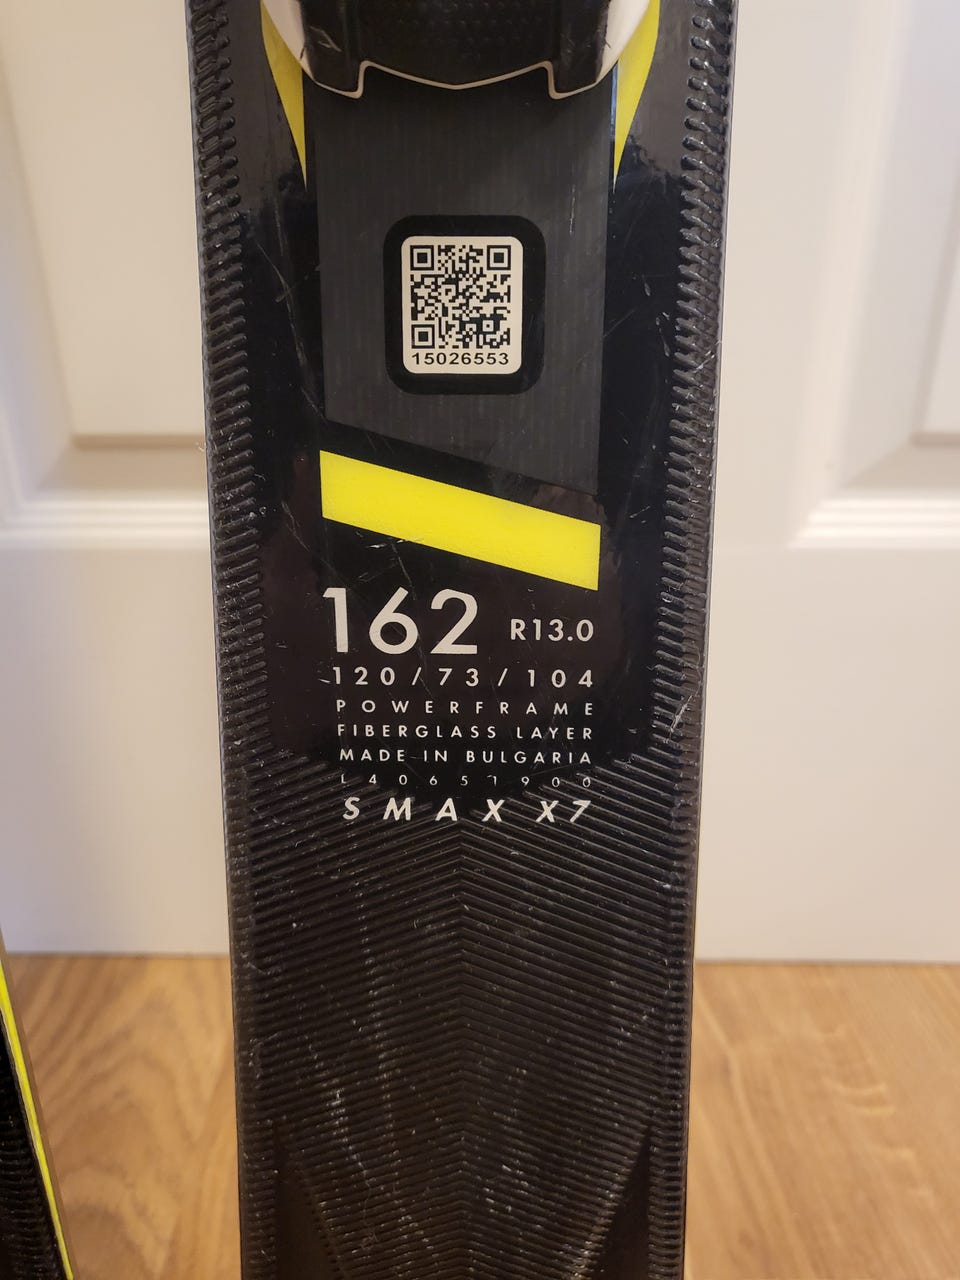 15026553
162 R13.0
120/73/104
POWERFRAME
FIBERGLASS LAYER
MADE IN BULGARIA
L40651900
SMAX X7